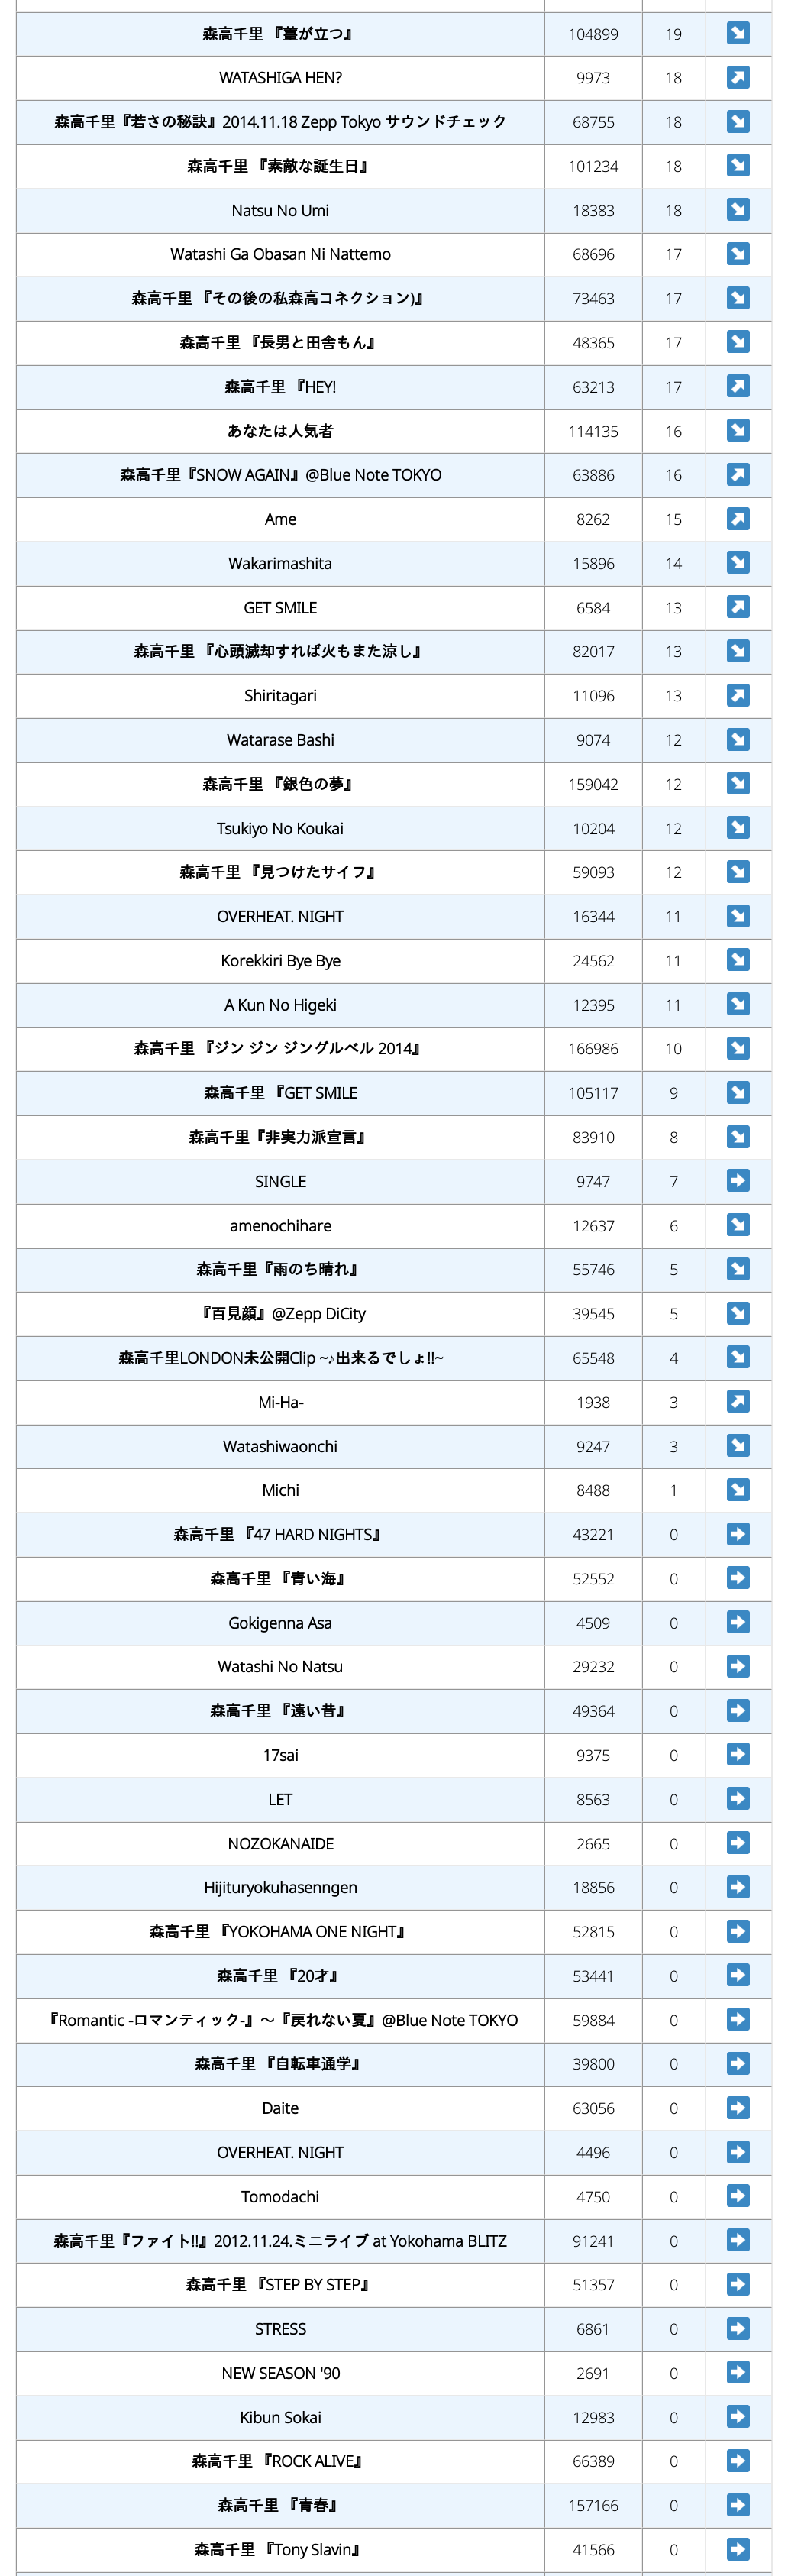 森高千里 『薹が立つ』 104899 19 ↘
WATASHIGA HEN? 9973 18 ↗
森高千里『若さの秘訣』2014.11.18 Zepp Tokyo サウンドチェック 68755 18 ↘
森高千里 『素敵な誕生日』 101234 18 ↘
Natsu No Umi 18383 18 ↘
Watashi Ga Obasan Ni Nattemo 68696 17 ↘
森高千里 『その後の私森高コネクション)』 73463 17 ↘
森高千里 『長男と田舎もん』 48365 17 ↘
森高千里 『HEY! 63213 17 ↗
あなたは人気者 114135 16 ↘
森高千里『SNOW AGAIN』@Blue Note TOKYO 63886 16 ↗
Ame 8262 15 ↗
Wakarimashita 15896 14 ↘
GET SMILE 6584 13 ↗
森高千里 『心頭滅却すれば火もまた涼し』 82017 13 ↘
Shiritagari 11096 13 ↗
Watarase Bashi 9074 12 ↘
森高千里 『銀色の夢』 159042 12 ↘
Tsukiyo No Koukai 10204 12 ↘
森高千里 『見つけたサイフ』 59093 12 ↘
OVERHEAT. NIGHT 16344 11 ↘
Korekkiri Bye Bye 24562 11 ↘
A Kun No Higeki 12395 11 ↘
森高千里 『ジン ジン ジングルベル 2014』 166986 10 ↘
森高千里 『GET SMILE 105117 9 ↘
森高千里『非実力派宣言』 83910 8 ↘
SINGLE 9747 7 ➡
amenochihare 12637 6 ↘
森高千里『雨のち晴れ』 55746 5 ↘
『百見顔』@Zepp DiCity 39545 5 ↘
森高千里LONDON未公開Clip ~♪出来るでしょ!!~ 65548 4 ↘
Mi-Ha- 1938 3 ↗
Watashiwaonchi 9247 3 ↘
Michi 8488 1 ↘
森高千里 『47 HARD NIGHTS』 43221 0 ➡
森高千里 『青い海』 52552 0 ➡
Gokigenna Asa 4509 0 ➡
Watashi No Natsu 29232 0 ➡
森高千里 『遠い昔』 49364 0 ➡
17sai 9375 0 ➡
LET 8563 0 ➡
NOZOKANAIDE 2665 0 ➡
Hijituryokuhasenngen 18856 0 ➡
森高千里 『YOKOHAMA ONE NIGHT』 52815 0 ➡
森高千里 『20才』 53441 0 ➡
『Romantic -ロマンティック-』〜『戻れない夏』@Blue Note TOKYO 59884 0 ➡
森高千里 『自転車通学』 39800 0 ➡
Daite 63056 0 ➡
OVERHEAT. NIGHT 4496 0 ➡
Tomodachi 4750 0 ➡
森高千里『ファイト!!』2012.11.24.ミニライブ at Yokohama BLITZ 91241 0 ➡
森高千里 『STEP BY STEP』 51357 0 ➡
STRESS 6861 0 ➡
NEW SEASON '90 2691 0 ➡
Kibun Sokai 12983 0 ➡
森高千里 『ROCK ALIVE』 66389 0 ➡
森高千里 『青春』 157166 0 ➡
森高千里 『Tony Slavin』 41566 0 ➡